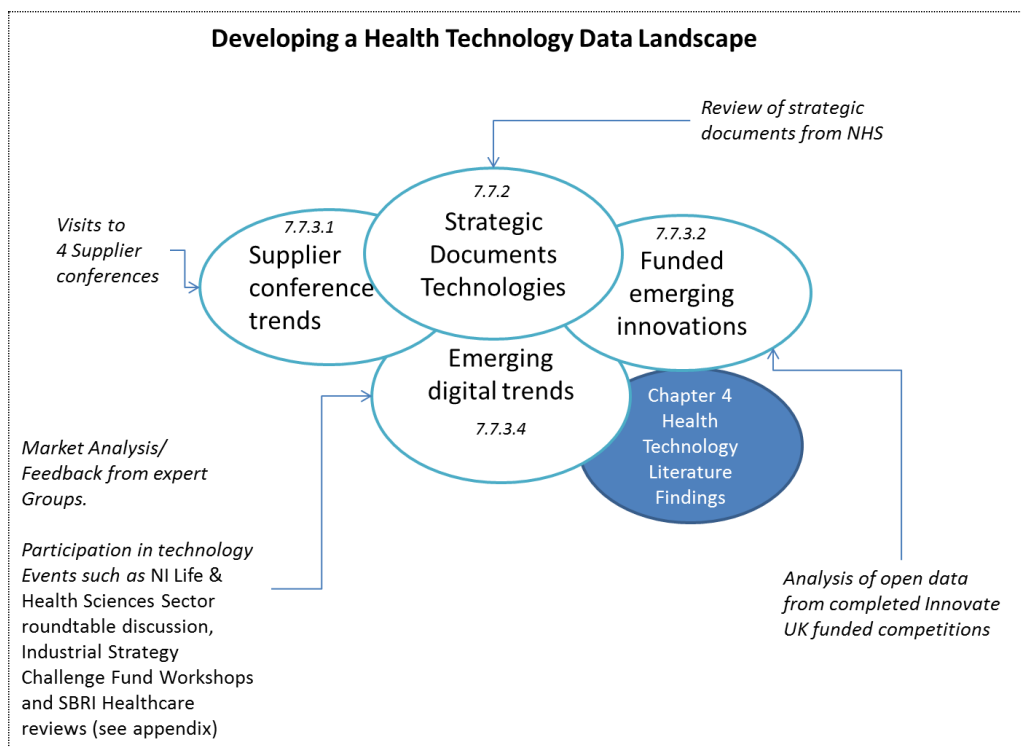 Developing a Health Technology Data Landscape
Review of strategic
documents from NHS
Visits to
4 Supplier
conferences
7.7.3.1
Supplier
conference
trends
7.7.2
Strategic
Documents
Technologies
7.7.3.2
Funded
emerging
innovations
Emerging
digital trends
7.7.3.4
Chapter 4
Health
Technology
Literature
Findings
Market Analysis/
Feedback from expert
Groups.
Participation in technology
Events such as NI Life &
Health Sciences Sector
roundtable discussion,
Industrial Strategy
Challenge Fund Workshops
and SBRI Healthcare
reviews (see appendix)
Analysis of open data
from completed Innovate
UK funded competitions